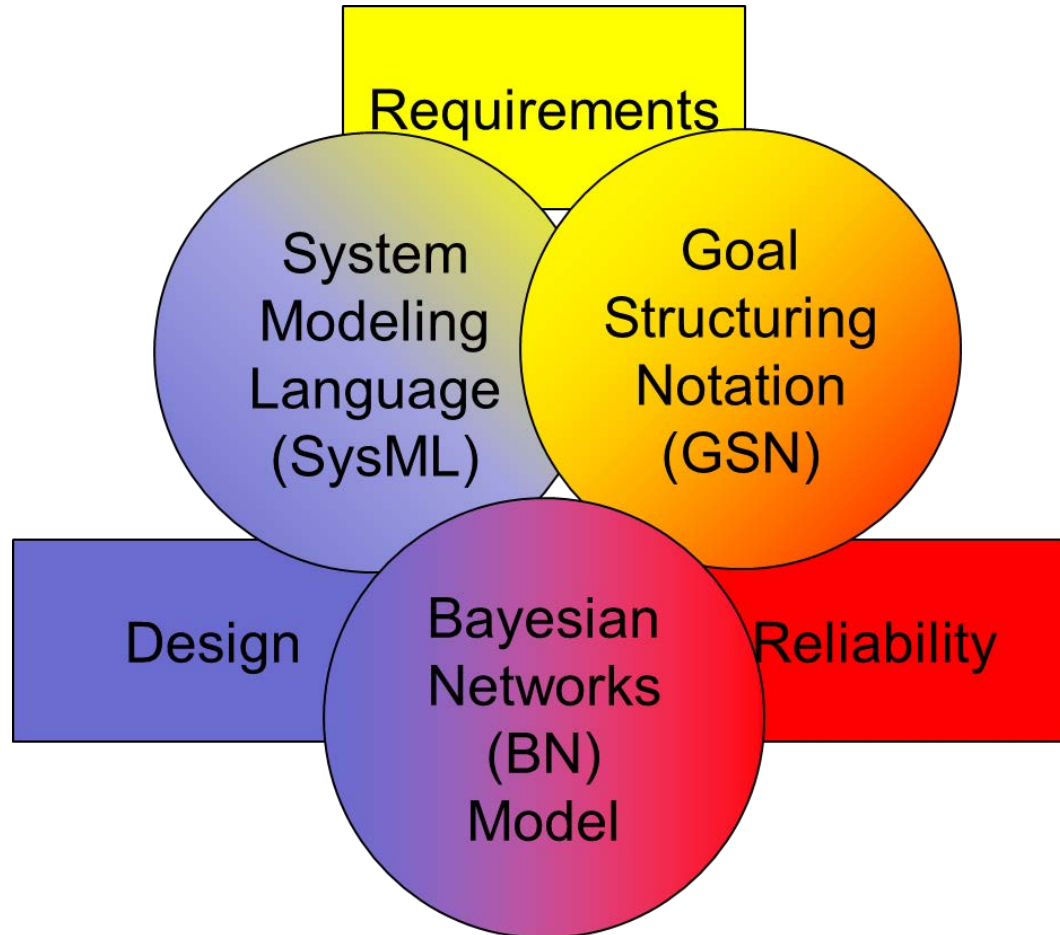 Requirements
System
Modeling
Language
(SysML)
Goal
Structuring
Notation
(GSN)
Design
Bayesian
Networks
(BN)
Model
Reliability